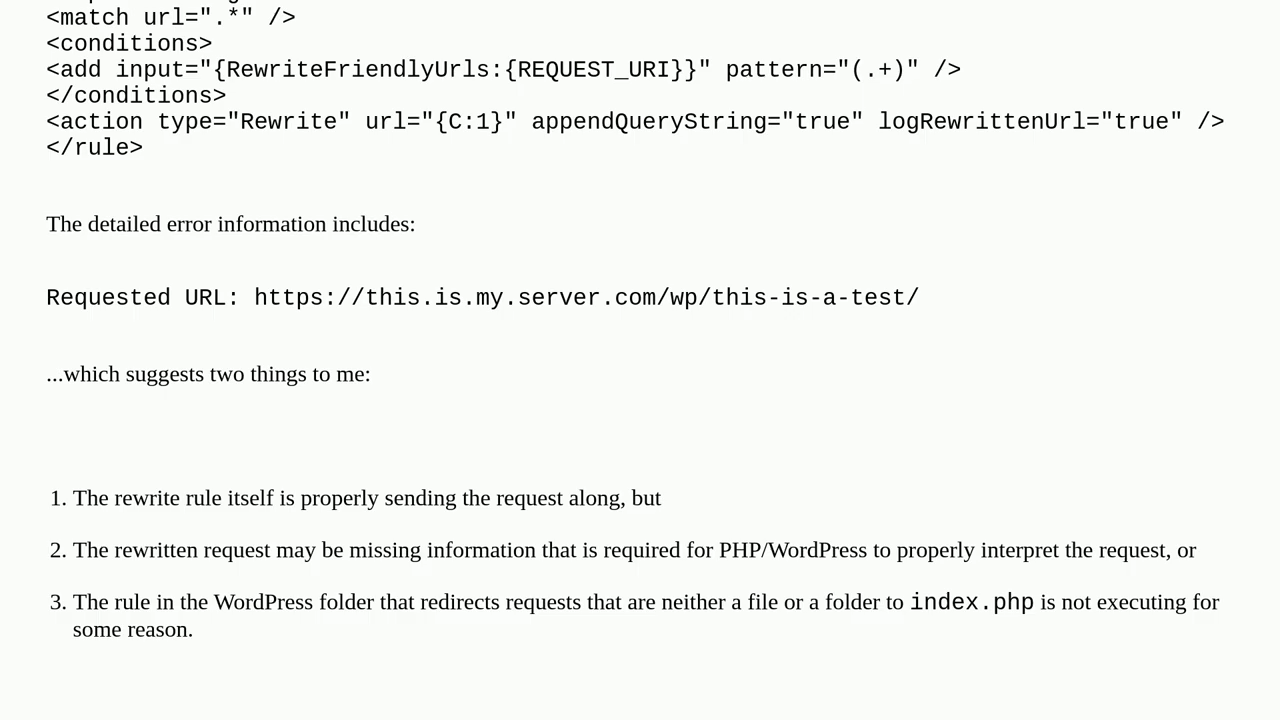 <match url=".*" />
<conditions>
<add input="{RewriteFriendlyUrls:{REQUEST_URI}}" pattern="(.+)" />
</conditions>
<action type="Rewrite" url="{C:1}" appendQueryString="true" logRewrittenUrl="true" />
</rule>
The detailed error information includes:
Requested URL: https://this.is.my.server.com/wp/this-is-a-test/
...which suggests two things to me:
1. The rewrite rule itself is properly sending the request along, but
2. The rewritten request may be missing information that is required for PHP/WordPress to properly interpret the request, or
3. The rule in the WordPress folder that redirects requests that are neither a file or a folder to index.php is not executing for
some reason.